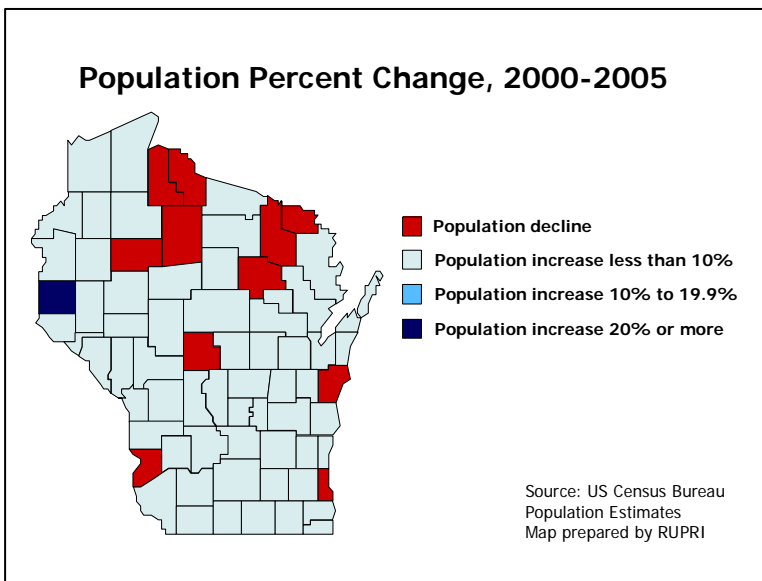 Population Percent Change, 2000-2005
Population decline
Population increase less than 10%
Population increase 10% to 19.9%
Population increase 20% or more
Source: US Census Bureau
Population Estimates
Map prepared by RUPRI